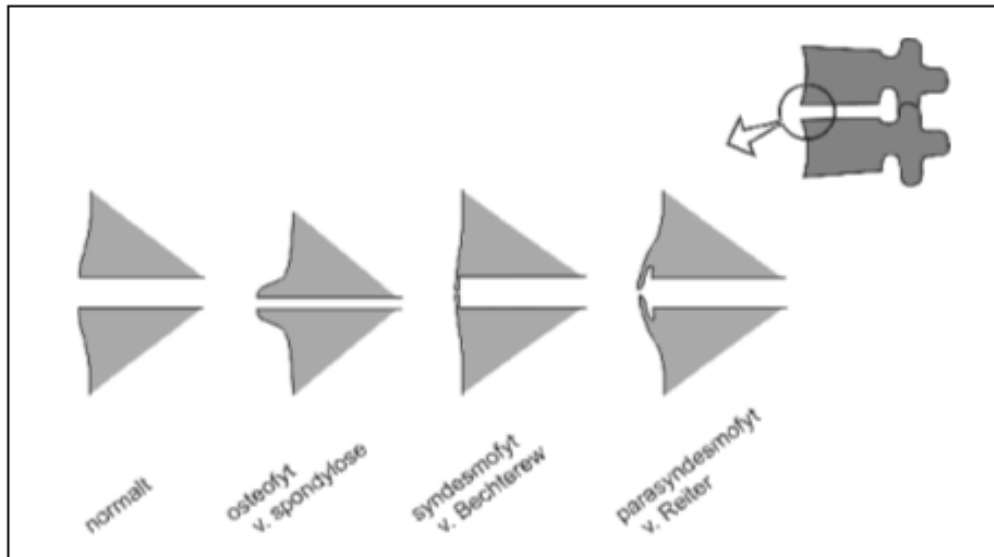 normalt
osteofyt
v. spondylose
syndesmofyt
v. Bechterew
parasyndesmofyt
v. Reiter